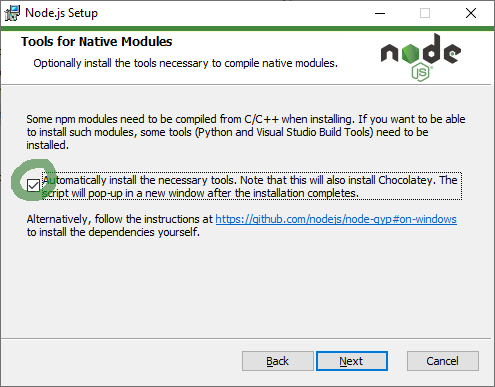 Node.js Setup
Tools for Native Modules
Optionally install the tools necessary to compile native modules.
node
JS
Some npm modules need to be compiled from C/C++ when installing. If you want to be able
to install such modules, some tools (Python and Visual Studio Build Tools) need to be
installed.
Automatically install the necessary tools. Note that this will also install Chocolatey. The
script will pop-up in a new window after the installation completes.
Alternatively, follow the instructions at https://github.com/nodejs/node-gyp#on-windows
to install the dependencies yourself.
Back Next Cancel